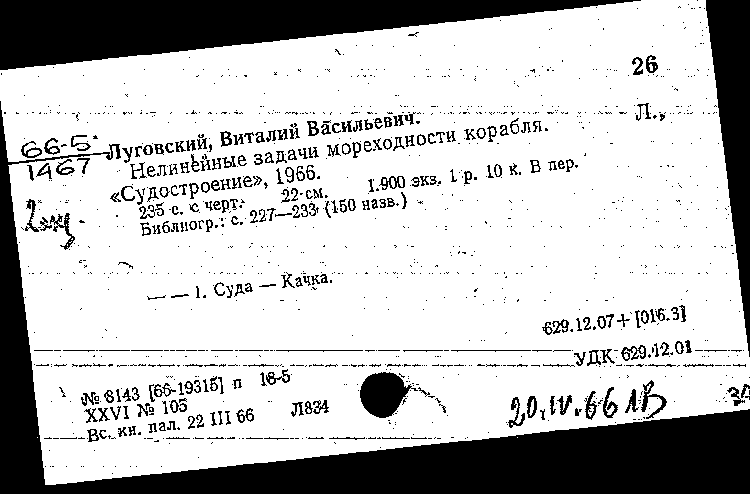 26
66-5
1467
Луговский, Виталий Васильевич.
Нелинейные задачи мореходности корабля. Л.,
«Судостроение», 1966.
235 с. с черт. 22 см. 1.900 экз. 1 р. 10 к. В пер.
Библиогр.: с. 227—233 (150 назв.)
— — 1. Суда — Качка.
629.12.07+[016.3]
УДК 629.12.01
№ 8143 [66-19315] п 16-5
XXVI № 105
Вс. кн. пал. 22 III 66 Л834
20.IV.66